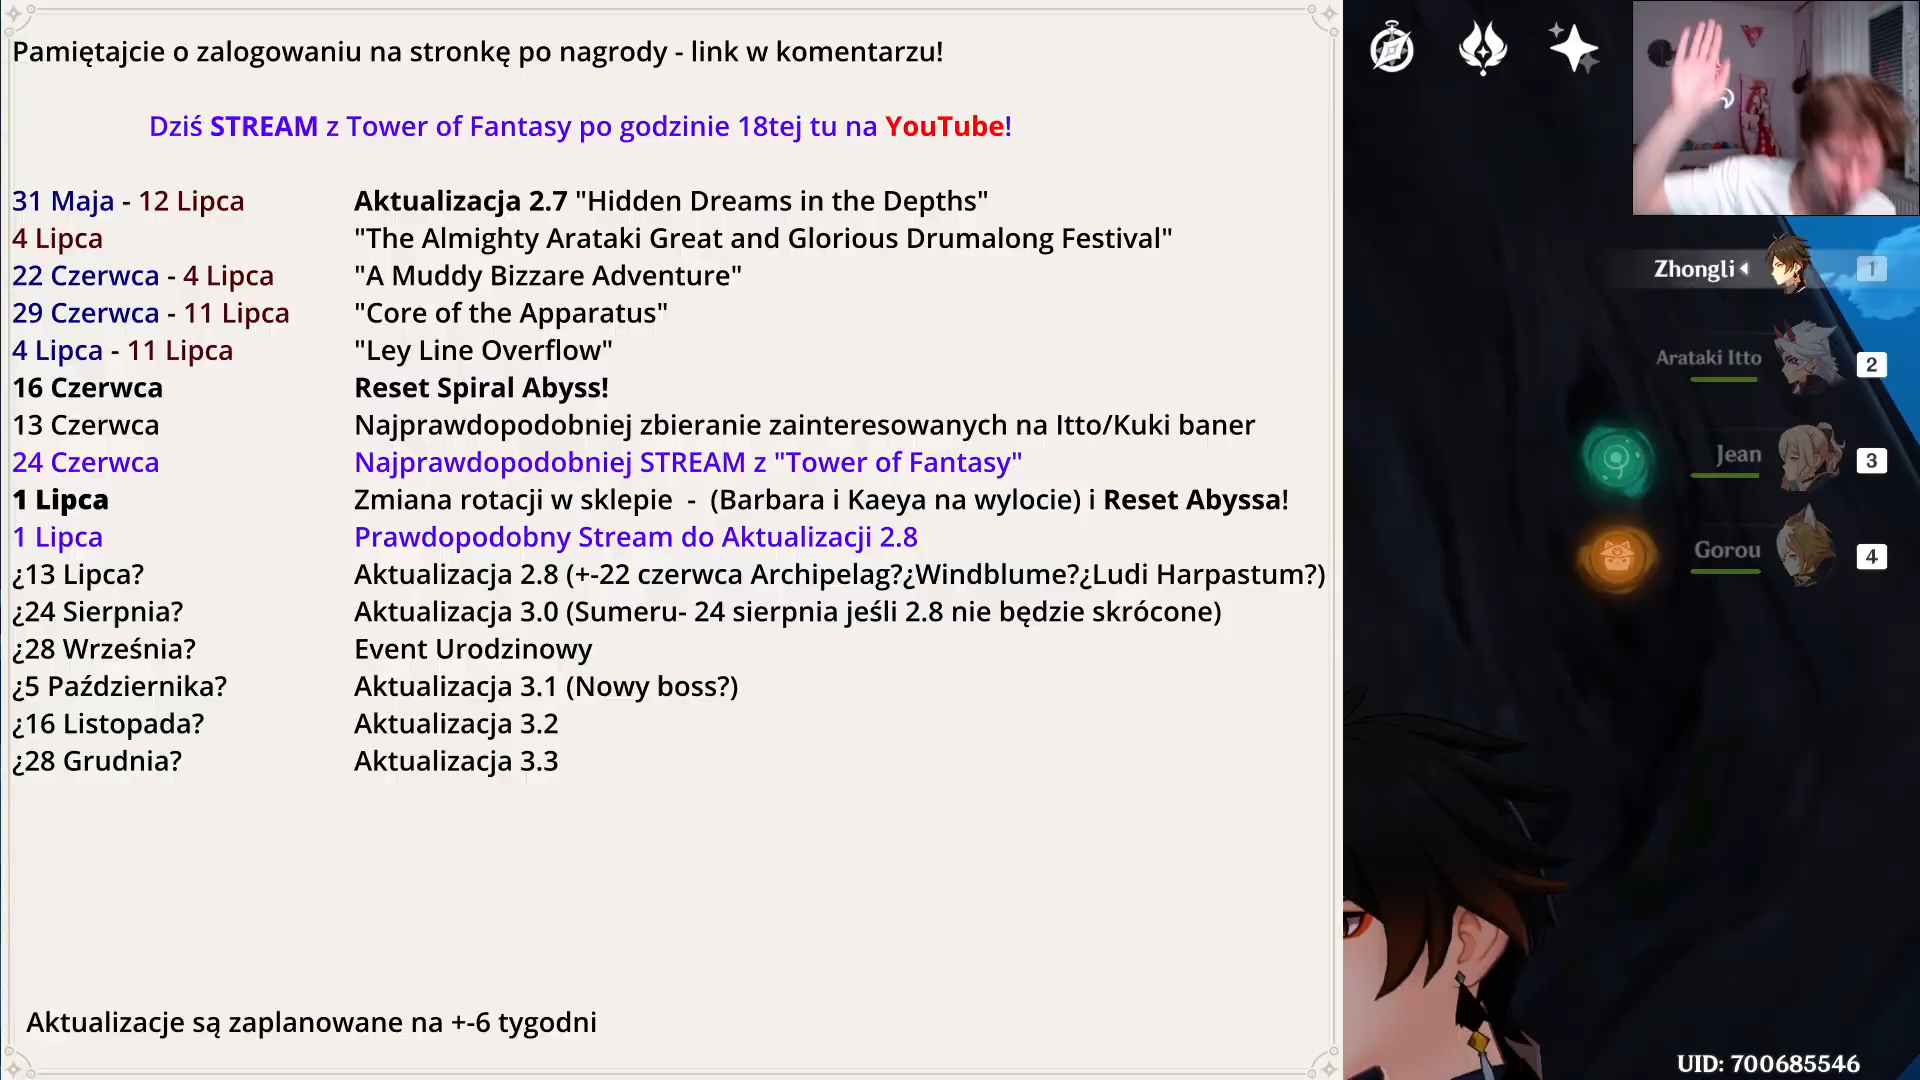 Pamiętajcie o zalogowaniu na stronkę po nagrody - link w komentarzu!
Dziś STREAM z Tower of Fantasy po godzinie 18tej tu na YouTube!
31 Maja - 12 Lipca Aktualizacja 2.7 "Hidden Dreams in the Depths"
4 Lipca "The Almighty Arataki Great and Glorious Drumalong Festival"
22 Czerwca - 4 Lipca "A Muddy Bizzare Adventure"
29 Czerwca - 11 Lipca "Core of the Apparatus"
4 Lipca - 11 Lipca "Ley Line Overflow"
16 Czerwca Reset Spiral Abyss!
13 Czerwca Najprawdopodobniej zbieranie zainteresowanych na Itto/Kuki baner
24 Czerwca Najprawdopodobniej STREAM z "Tower of Fantasy"
1 Lipca Zmiana rotacji w sklepie - (Barbara i Kaeya na wylocie) i Reset Abyssa!
1 Lipca Prawdopodobny Stream do Aktualizacji 2.8
¿13 Lipca? Aktualizacja 2.8 (+-22 czerwca Archipelag?¿Windblume?¿Ludi Harpastum?)
¿24 Sierpnia? Aktualizacja 3.0 (Sumeru- 24 sierpnia jeśli 2.8 nie będzie skrócone)
¿28 Września? Event Urodzinowy
¿5 Października? Aktualizacja 3.1 (Nowy boss?)
¿16 Listopada? Aktualizacja 3.2
¿28 Grudnia? Aktualizacja 3.3
Aktualizacje są zaplanowane na +-6 tygodni
Zhongli 1
Arataki Itto 2
Jean 3
Gorou 4
UID: 700685546